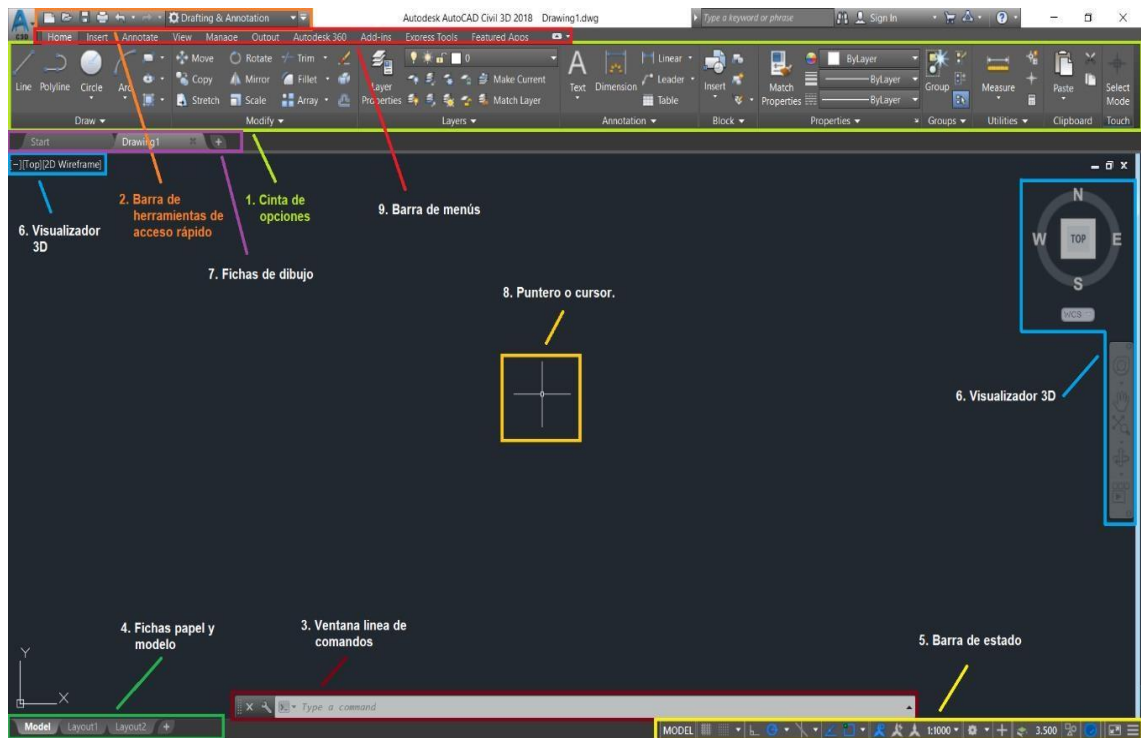 Drafting & Annotation
Autodesk AutoCAD Civil 3D 2018 Drawing1.dwg
Type a keyword or phrase
Sign In
C3D
Home Insert Annotate View Manage Output Autodesk 360 Add-ins Express Tools Featured Apps
Move Rotate Trim
0
Linear
ByLayer
Line Polyline Circle Arc
Copy Mirror Fillet
Layer Properties
Make Current
Text Dimension
Leader
Insert
Match Properties
ByLayer
Group
Measure
Paste
Select Mode
Stretch Scale Array
Match Layer
Table
ByLayer
Draw Modify Layers Annotation Block Properties Groups Utilities Clipboard Touch
Start Drawing1
[-][Top][2D Wireframe]
N
W TOP E
S
WCS
6. Visualizador
3D
2. Barra de
herramientas de
acceso rápido
1. Cinta de
opciones
9. Barra de menús
7. Fichas de dibujo
8. Puntero o cursor.
6. Visualizador 3D
4. Fichas papel y
modelo
3. Ventana linea de
comandos
5. Barra de estado
Y
X
Type a command
Model Layout1 Layout2
MODEL 1:1000 3.500